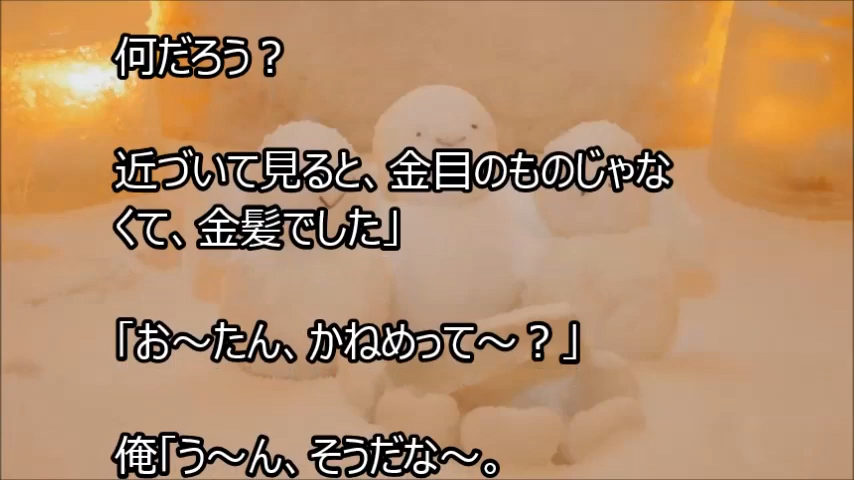 何だろう？
近づいて見ると、金目のものじゃな
くて、金髪でした」
「お～たん、かねめって～？」
俺「う～ん、そうだな～。